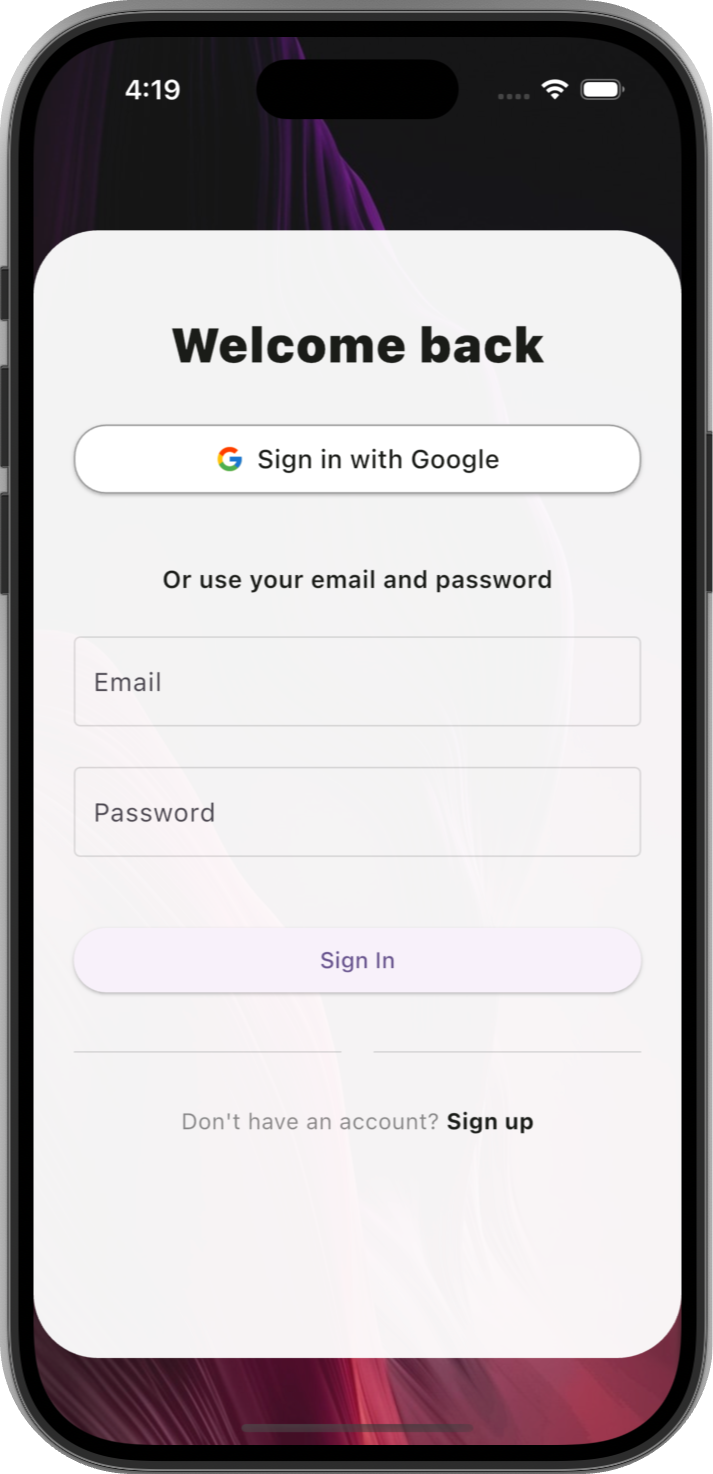 4:19
Welcome back
Sign in with Google
Or use your email and password
Email
Password
Sign In
Don't have an account? Sign up